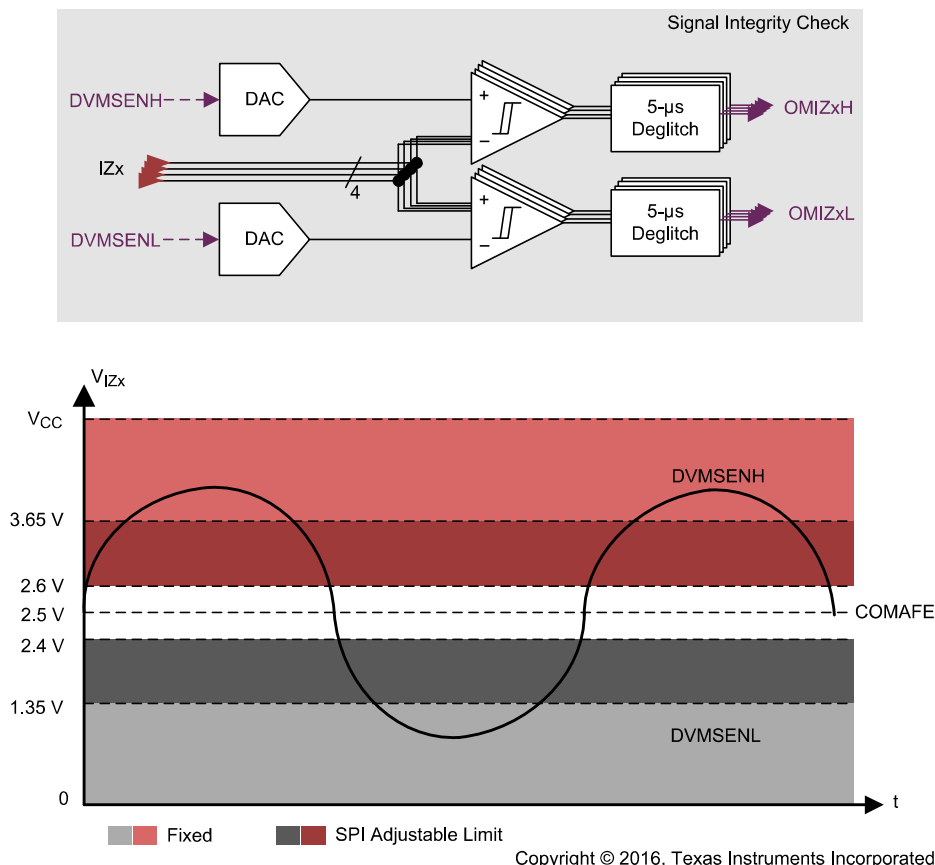 Signal Integrity Check
DVMSENH
DAC
+
−
5-µs
Deglitch
OMIZxH
IZx
4
DVMSENL
DAC
+
−
5-µs
Deglitch
OMIZxL
VIZx
VCC
DVMSENH
3.65 V
2.6 V
2.5 V
COMAFE
2.4 V
1.35 V
DVMSENL
0
t
Fixed
SPI Adjustable Limit
Copyright © 2016, Texas Instruments Incorporated